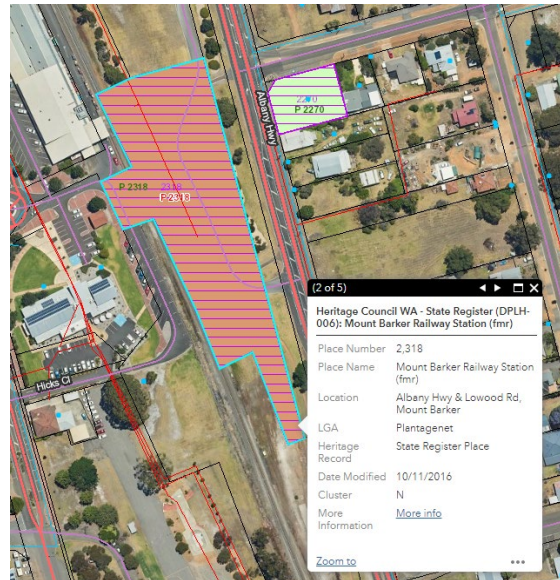 Albany Hwy
2270
P 2270
P 2318
2318
Hicks Cl
(2 of 5)
Heritage Council WA - State Register (DPLH-
006): Mount Barker Railway Station (fmr)
Place Number 2,318
Place Name Mount Barker Railway Station
(fmr)
Location Albany Hwy & Lowood Rd,
Mount Barker
LGA Plantagenet
Heritage
Record State Register Place
Date Modified 10/11/2016
Cluster N
More
Information More info
Zoom to